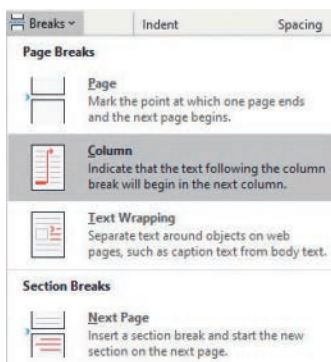 Breaks Indent Spacing
Page Breaks
Page
Mark the point at which one page ends
and the next page begins.
Column
Indicate that the text following the column
break will begin in the next column.
Text Wrapping
Separate text around objects on web
pages, such as caption text from body text.
Section Breaks
Next Page
Insert a section break and start the new
section on the next page.